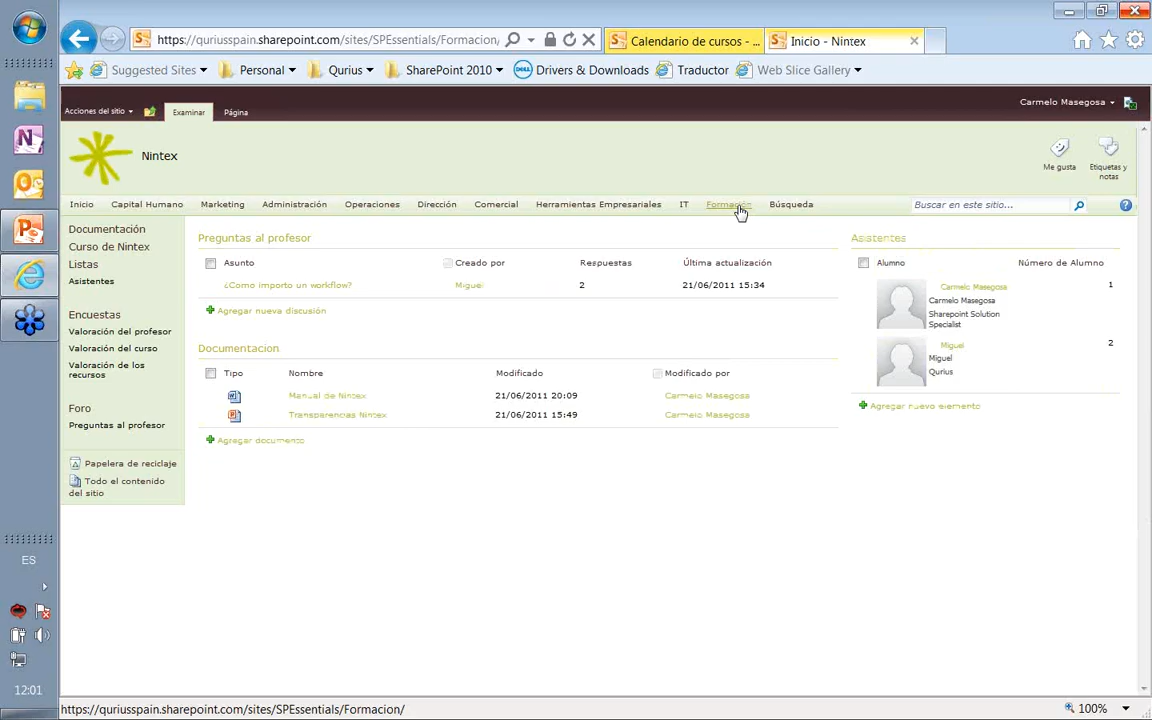 https://quriusspain.sharepoint.com/sites/SPEssentials/Formacion/
Calendario de cursos - ...
Inicio - Nintex
Suggested Sites
Personal
Qurius
SharePoint 2010
Drivers & Downloads
Traductor
Web Slice Gallery
Acciones del sitio
Examinar
Página
Carmelo Masegosa
Nintex
Me gusta
Etiquetas y
notas
Inicio
Capital Humano
Marketing
Administración
Operaciones
Dirección
Comercial
Herramientas Empresariales
IT
Formación
Búsqueda
Buscar en este sitio...
Documentación
Curso de Nintex
Listas
Asistentes
Encuestas
Valoración del profesor
Valoración del curso
Valoración de los
recursos
Foro
Preguntas al profesor
Papelera de reciclaje
Todo el contenido
del sitio
Preguntas al profesor
Asunto
Creado por
Respuestas
Última actualización
¿Como importo un workflow?
Miguel
2
21/06/2011 15:34
Agregar nueva discusión
Documentacion
Tipo
Nombre
Modificado
Modificado por
Manual de Nintex
21/06/2011 20:09
Carmelo Masegosa
Transparencias Nintex
21/06/2011 15:49
Carmelo Masegosa
Agregar documento
Asistentes
Alumno
Número de Alumno
Carmelo Masegosa
1
Carmelo Masegosa
Sharepoint Solution
Specialist
Miguel
2
Miguel
Qurius
Agregar nuevo elemento
ES
12:01
https://quriusspain.sharepoint.com/sites/SPEssentials/Formacion/
100%